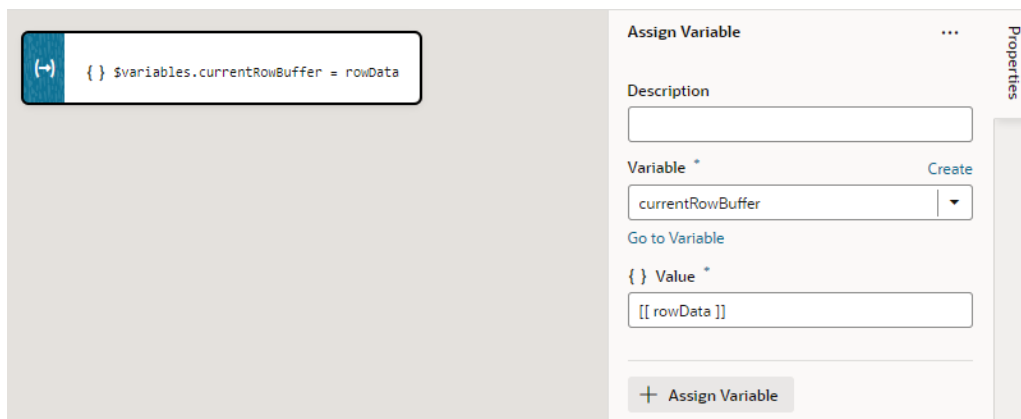 { } $variables.currentRowBuffer = rowData
Assign Variable
...
Properties
Description
Variable *
Create
currentRowBuffer
Go to Variable
{ } Value *
[[ rowData ]]
+ Assign Variable